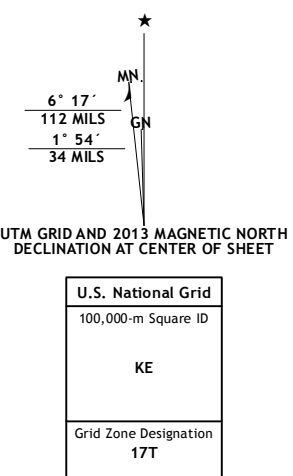 ★
MN.
6° 17´
112 MILS
GN
1° 54´
34 MILS
UTM GRID AND 2013 MAGNETIC NORTH
DECLINATION AT CENTER OF SHEET
U.S. National Grid
100,000-m Square ID
KE
Grid Zone Designation
17T